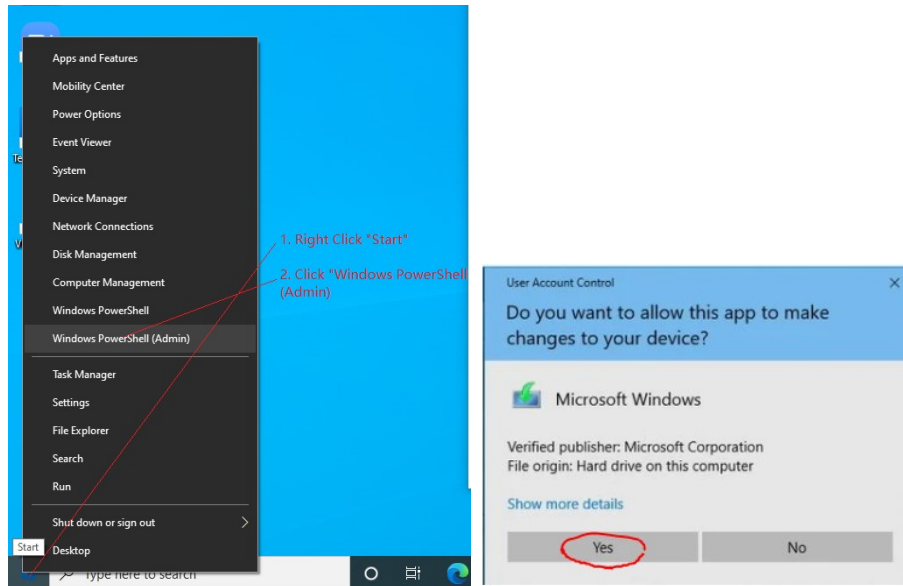 Apps and Features
Mobility Center
Power Options
Event Viewer
System
Device Manager
Network Connections
Disk Management
Computer Management
Windows PowerShell
Windows PowerShell (Admin)
Task Manager
Settings
File Explorer
Search
Run
Shut down or sign out
Desktop
Start
Type here to search
Te
V
1. Right Click "Start"
2. Click "Windows PowerShell
(Admin)
User Account Control
Do you want to allow this app to make
changes to your device?
Microsoft Windows
Verified publisher: Microsoft Corporation
File origin: Hard drive on this computer
Show more details
Yes
No